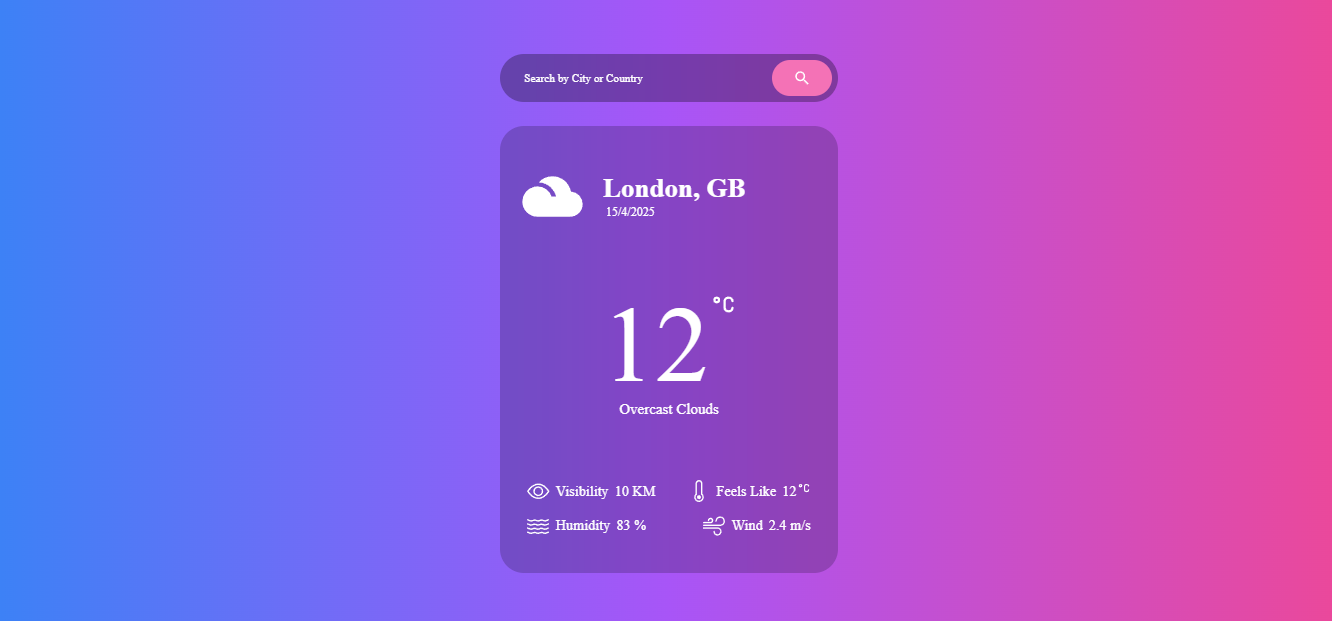 Search by City or Country
London, GB
15/4/2025
12 °C
Overcast Clouds
Visibility 10 KM Feels Like 12 °C
Humidity 83 % Wind 2.4 m/s